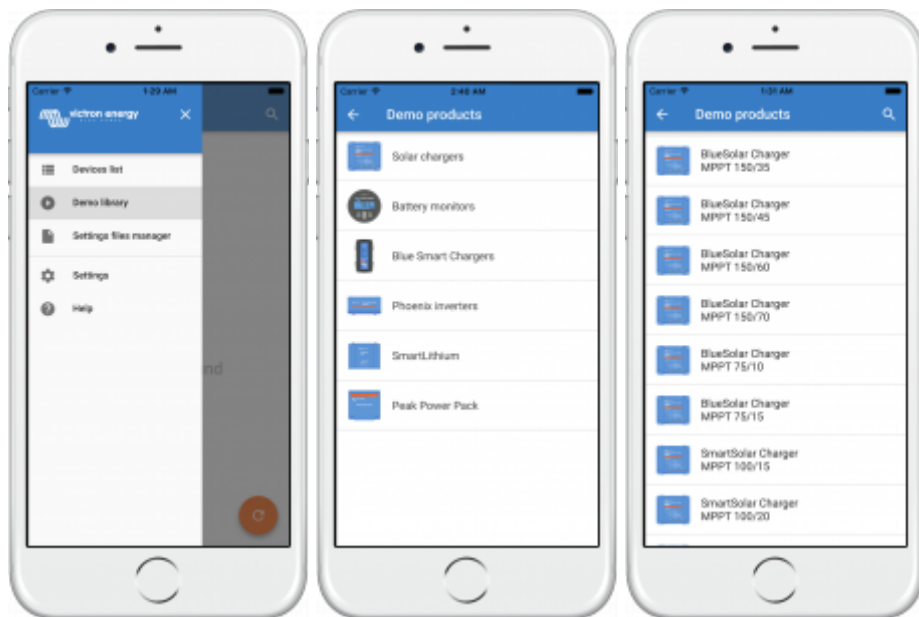 Carrier 1:29 AM
victron energy
Devices list
Demo library
Settings files manager
Settings
Help
nd
Carrier 2:48 AM
Demo products
Solar chargers
Battery monitors
Blue Smart Chargers
Phoenix inverters
SmartLithium
Peak Power Pack
Carrier 1:31 AM
Demo products
BlueSolar Charger
MPPT 150/35
BlueSolar Charger
MPPT 150/45
BlueSolar Charger
MPPT 150/60
BlueSolar Charger
MPPT 150/70
BlueSolar Charger
MPPT 75/10
BlueSolar Charger
MPPT 75/15
SmartSolar Charger
MPPT 100/15
SmartSolar Charger
MPPT 100/20